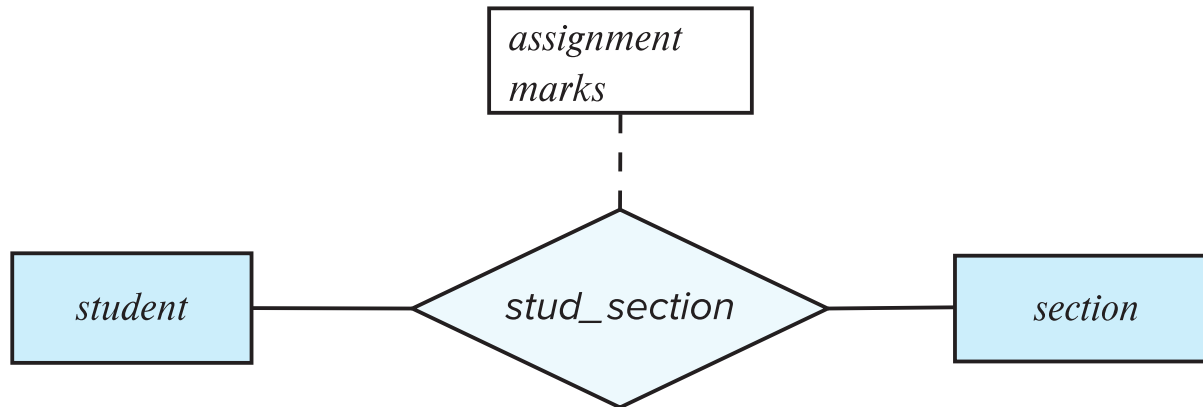 assignment
marks
student
stud_section
section